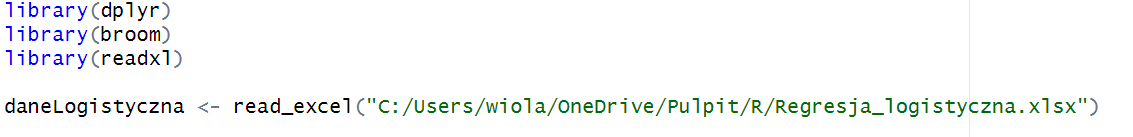 library(dplyr)
library(broom)
library(readxl)
daneLogistyczna <- read_excel("C:/Users/wiola/OneDrive/Pulpit/R/Regresja_logistyczna.xlsx")